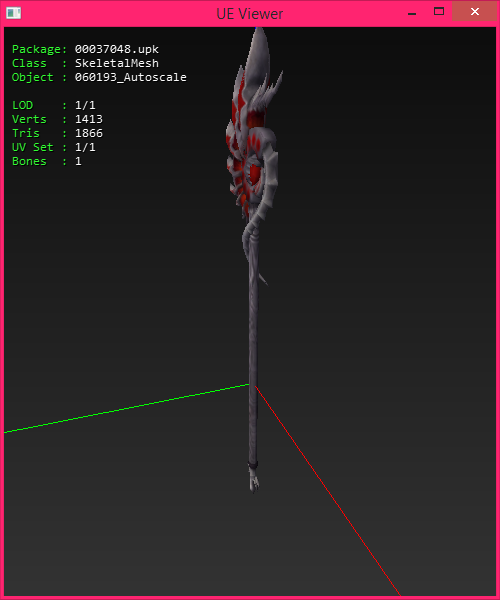 UE Viewer
Package: 00037048.upk
Class  : SkeletalMesh
Object : 060193_Autoscale
LOD    : 1/1
Verts  : 1413
Tris   : 1866
UV Set : 1/1
Bones  : 1